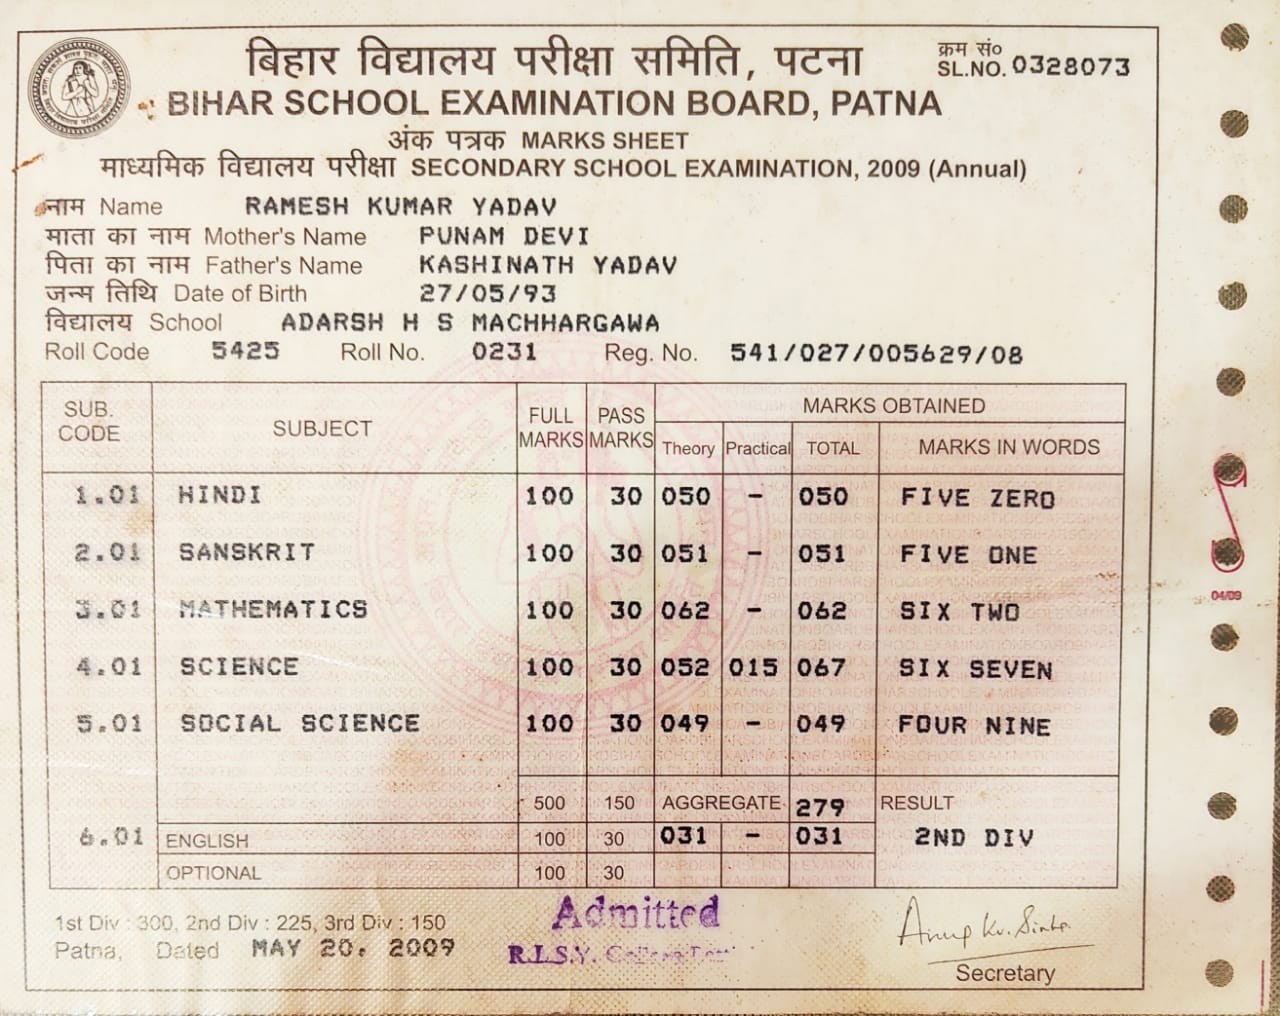 बिहार विद्यालय परीक्षा समिति, पटना
क्रम सं०
SL.NO. 0328073
BIHAR SCHOOL EXAMINATION BOARD, PATNA
अंक पत्रक MARKS SHEET
माध्यमिक विद्यालय परीक्षा SECONDARY SCHOOL EXAMINATION, 2009 (Annual)
नाम Name RAMESH KUMAR YADAV
माता का नाम Mother's Name PUNAM DEVI
पिता का नाम Father's Name KASHINATH YADAV
जन्म तिथि Date of Birth 27/05/93
विद्यालय School ADARSH H S MACHHARGAWA
Roll Code 5425 Roll No. 0231 Reg. No. 541/027/005629/08
SUB. CODE SUBJECT FULL MARKS PASS MARKS MARKS OBTAINED
Theory Practical TOTAL MARKS IN WORDS
1.01 HINDI 100 30 050 - 050 FIVE ZERO
2.01 SANSKRIT 100 30 051 - 051 FIVE ONE
3.01 MATHEMATICS 100 30 062 - 062 SIX TWO
04/09
4.01 SCIENCE 100 30 052 015 067 SIX SEVEN
5.01 SOCIAL SCIENCE 100 30 049 - 049 FOUR NINE
500 150 AGGREGATE 279 RESULT
6.01 ENGLISH 100 30 031 - 031 2ND DIV
OPTIONAL 100 30
1st Div : 300, 2nd Div : 225, 3rd Div : 150
Patna, Dated MAY 20. 2009
Admitted
R.L.S.Y. College
Anup Kr. Sinha
Secretary